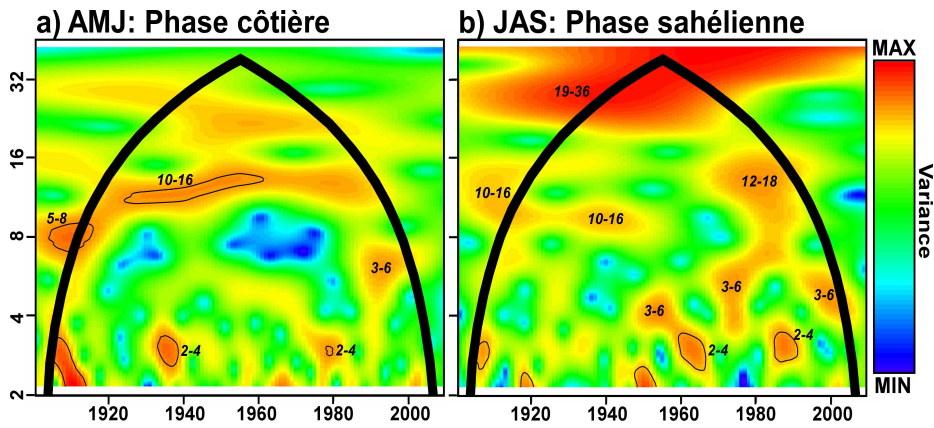 a) AMJ: Phase côtière
b) JAS: Phase sahélienne
MAX
32
16
8
4
2
10-16
5-8
3-6
2-4
2-4
1920 1940 1960 1980 2000
19-36
10-16
12-18
10-16
3-6
3-6
3-6
2-4
2-4
1920 1940 1960 1980 2000
Variance
MIN